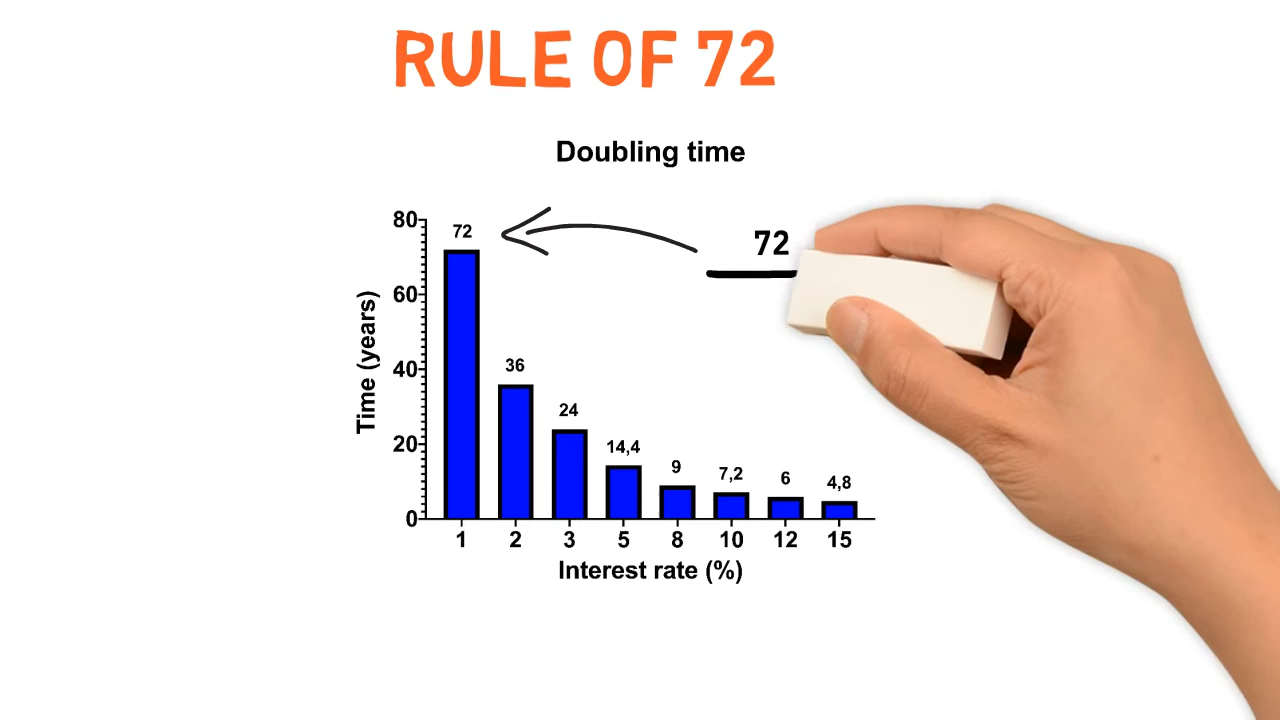 RULE OF 72
Doubling time
80
72
72
60
36
40
24
20
14,4
9
7,2
6
4,8
0
Time (years)
1 2 3 5 8 10 12 15
Interest rate (%)